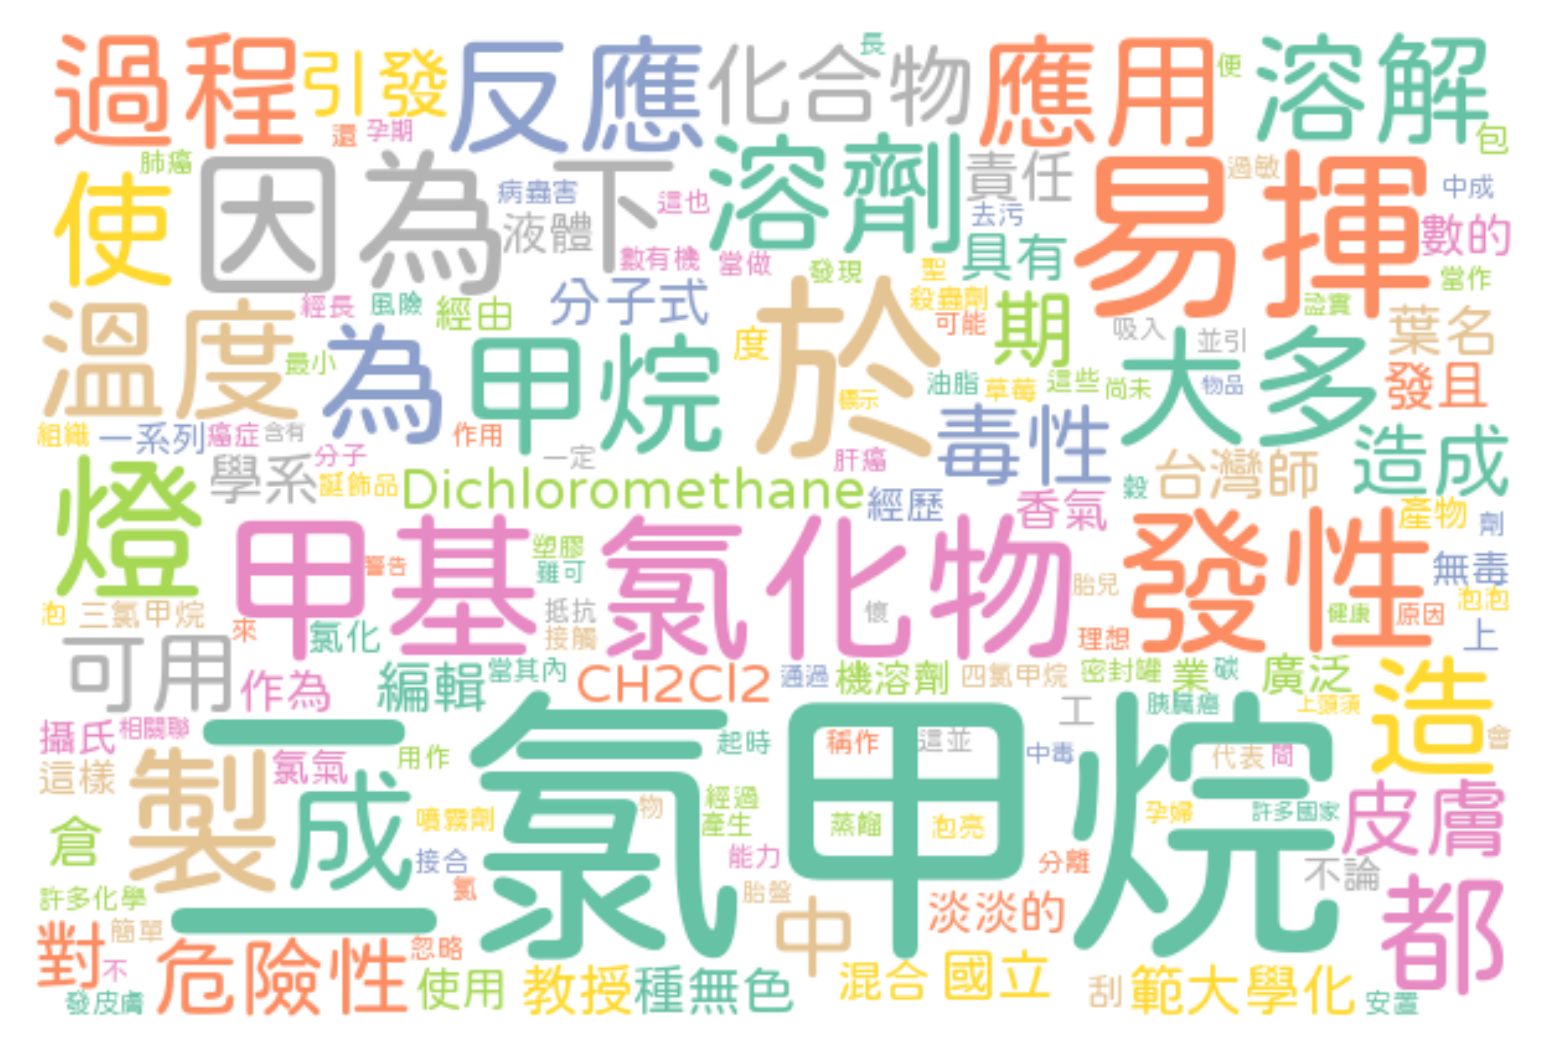 過程
引發
反應
化合物
長
應用
便
溶解
還
孕期
包
肺癌
使
因為
病蟲害
下
液體
這也
數有機
當做
溶劑
責任
去污
具有
易揮
過敏
中成
數的
當作
發現
聖
殺蟲劑
可能
溫度
經長
風險
經由
分子式
最小
為
甲烷
度
於
標示
期
吸入
並引
證實
葉名
發且
大多
物品
油脂
草莓
這些
尚未
組織
一系列
癌症
含有
分子
作用
一定
肝癌
毒性
造成
學系
誕飾品
Dichloromethane
經歷
香氣
穀
台灣師
產物
劑
燈
甲基氯化物
警告
塑膠
雖可
抵抗
接觸
懷
胎兒
發性
無毒
健康
原因
泡泡
上
泡
三氯甲烷
來
氯化
理想
可用
作為
編輯
當其內
CH2Cl2
通過
機溶劑
四氯甲烷
密封罐
業
碳
廣泛
造
攝氏
相關聯
二氯甲烷
工
胰臟癌
上頭須
會
起時
稱作
這並
中毒
代表
問
這樣
製
氯氣
用作
成
物
經過
產生
蒸餾
泡亮
孕婦
許多國家
皮膚
倉
噴霧劑
接合
氯
能力
分離
不論
許多化學
胎盤
對
簡單
不
危險性
忽略
中
淡淡的
都
發皮膚
使用
教授
種無色
混合
國立
刮
範大學化
安置